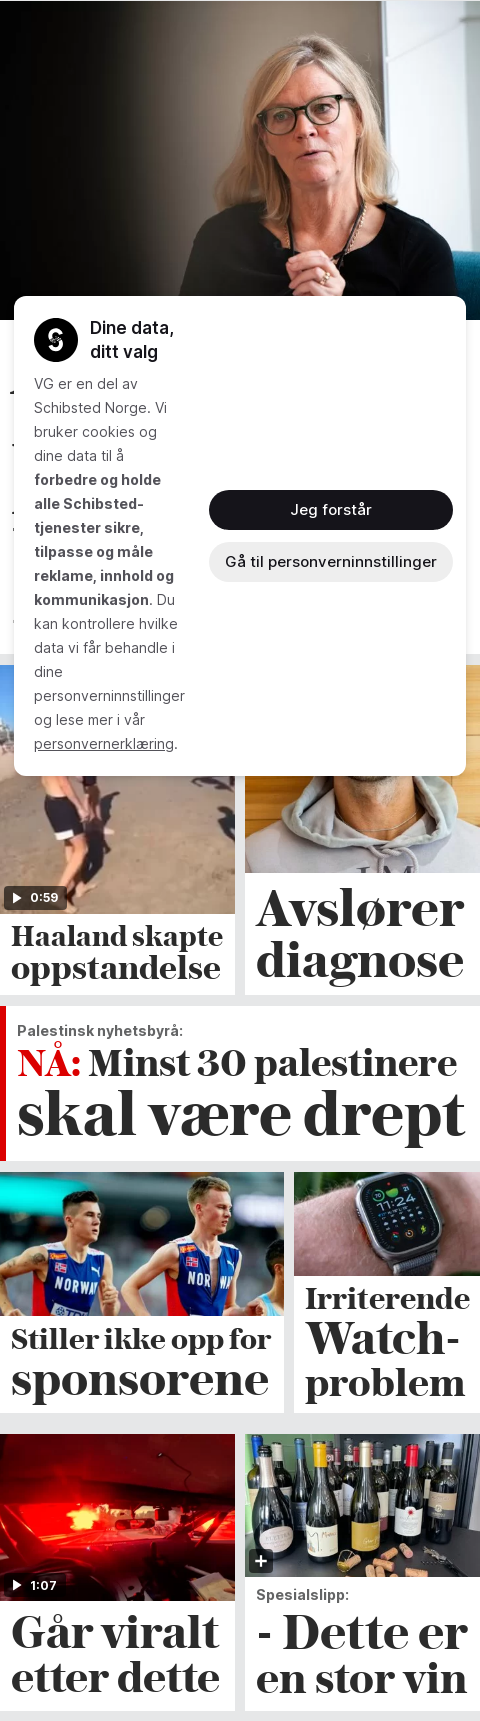 Dine data,
ditt valg
VG er en del av
Schibsted Norge. Vi
bruker cookies og
dine data til å
forbedre og holde
alle Schibsted-
tjenester sikre,
tilpasse og måle
reklame, innhold og
kommunikasjon. Du
kan kontrollere hvilke
data vi får behandle i
dine
personverninnstillinger
og lese mer i vår
personvernerklæring.
Jeg forstår
Gå til personverninnstillinger
0:59
Haaland skapte
oppstandelse
Avslører
diagnose
Palestinsk nyhetsbyrå:
NÅ: Minst 30 palestinere
skal være drept
NORWAY
NORWAY
Stiller ikke opp for
sponsorene
11:24
Irriterende
Watch-
problem
1:07
Går viralt
etter dette
Spesialslipp:
- Dette er
en stor vin